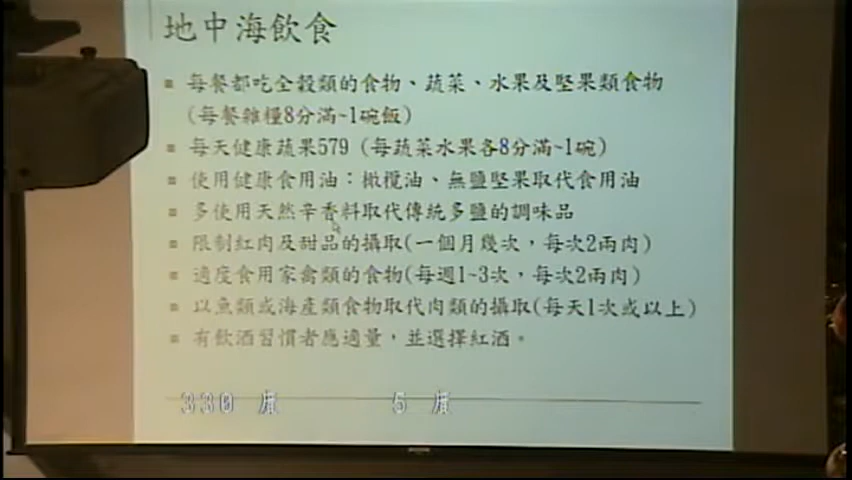 地中海飲食
每餐都吃全穀類的食物、蔬菜、水果及堅果類食物
(每餐雜糧8分滿~1碗飯)
每天健康蔬果579 (每蔬菜水果各8分滿~1碗)
使用健康食用油：橄欖油、無鹽堅果取代食用油
多使用天然辛香料取代傳統多鹽的調味品
限制紅肉及甜品的攝取(一個月幾次，每次2兩肉)
適度食用家禽類的食物(每週1~3次，每次2兩肉)
以魚類或海產類食物取代肉類的攝取(每天1次或以上)
有飲酒習慣者應適量，並選擇紅酒。
330 5